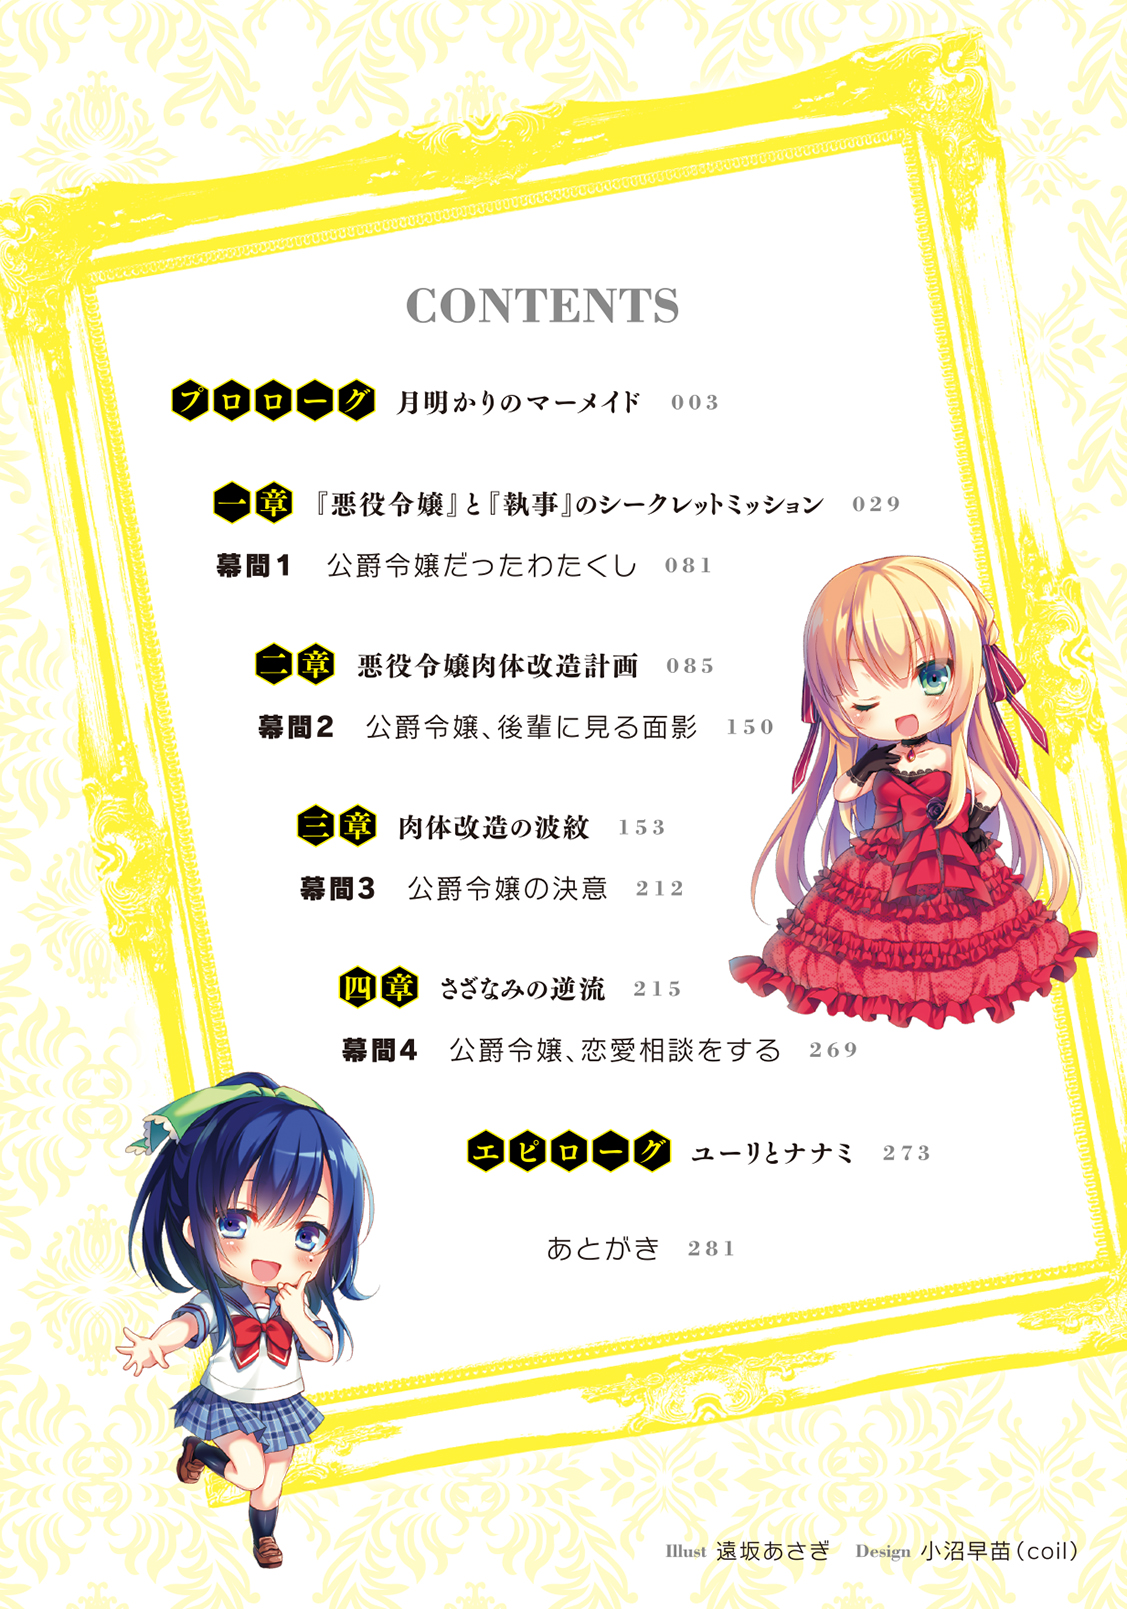 CONTENTS
プロローグ 月明かりのマーメイド 003
一章 『悪役令嬢』と『執事』のシークレットミッション 029
幕間1 公爵令嬢だったわたくし 081
二章 悪役令嬢肉体改造計画 085
幕間2 公爵令嬢、後輩に見る面影 150
三章 肉体改造の波紋 153
幕間3 公爵令嬢の決意 212
四章 さざなみの逆流 215
幕間4 公爵令嬢、恋愛相談をする 269
エピローグ ユーリとナナミ 273
あとがき 281
Illust 遠坂あさぎ Design 小沼早苗(coil)